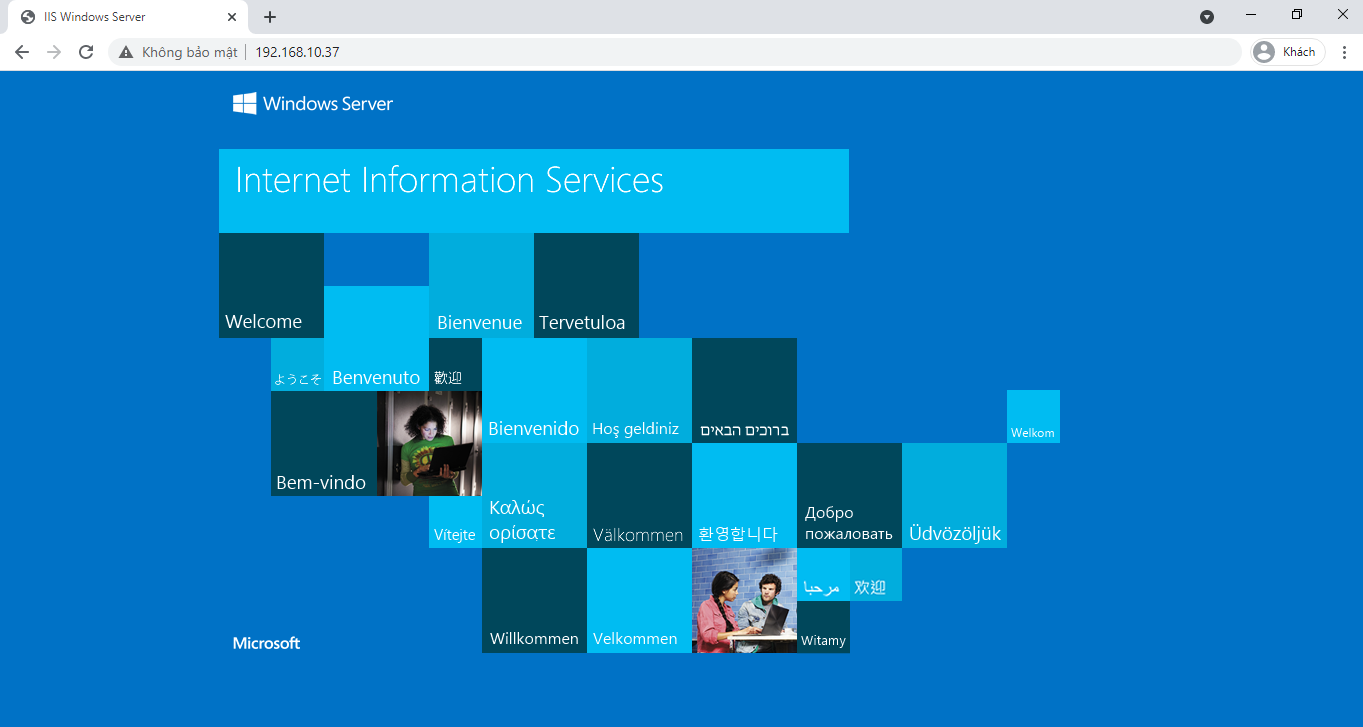 IIS Windows Server
Không bảo mật
192.168.10.37
Khách
Windows Server
Internet Information Services
Welcome
Bienvenue
Tervetuloa
ようこそ
Benvenuto
歡迎
Bienvenido
Hoş geldiniz
ברוכים הבאים
Welkom
Bem-vindo
Vítejte
Καλώς
ορίσατε
Välkommen
환영합니다
Добро
пожаловать
Üdvözöljük
Willkommen
Velkommen
مرحبا
欢迎
Witamy
Microsoft